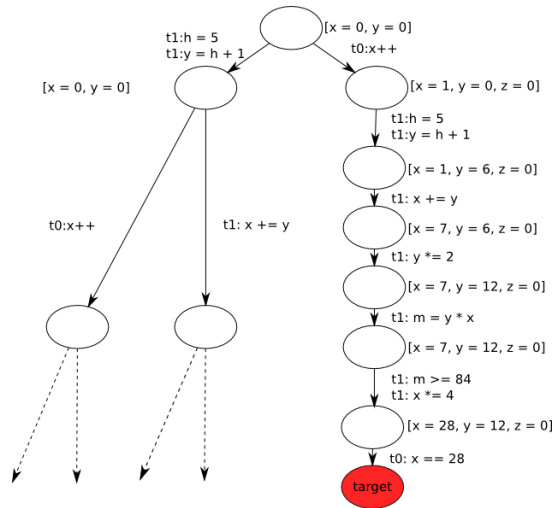 [x = 0, y = 0]
t1:h = 5
t1:y = h + 1
t0:x++
[x = 0, y = 0]
[x = 1, y = 0, z = 0]
t1:h = 5
t1:y = h + 1
[x = 1, y = 6, z = 0]
t1: x += y
t0:x++
t1: x += y
[x = 7, y = 6, z = 0]
t1: y *= 2
[x = 7, y = 12, z = 0]
t1: m = y * x
[x = 7, y = 12, z = 0]
t1: m >= 84
t1: x *= 4
[x = 28, y = 12, z = 0]
t0: x == 28
target